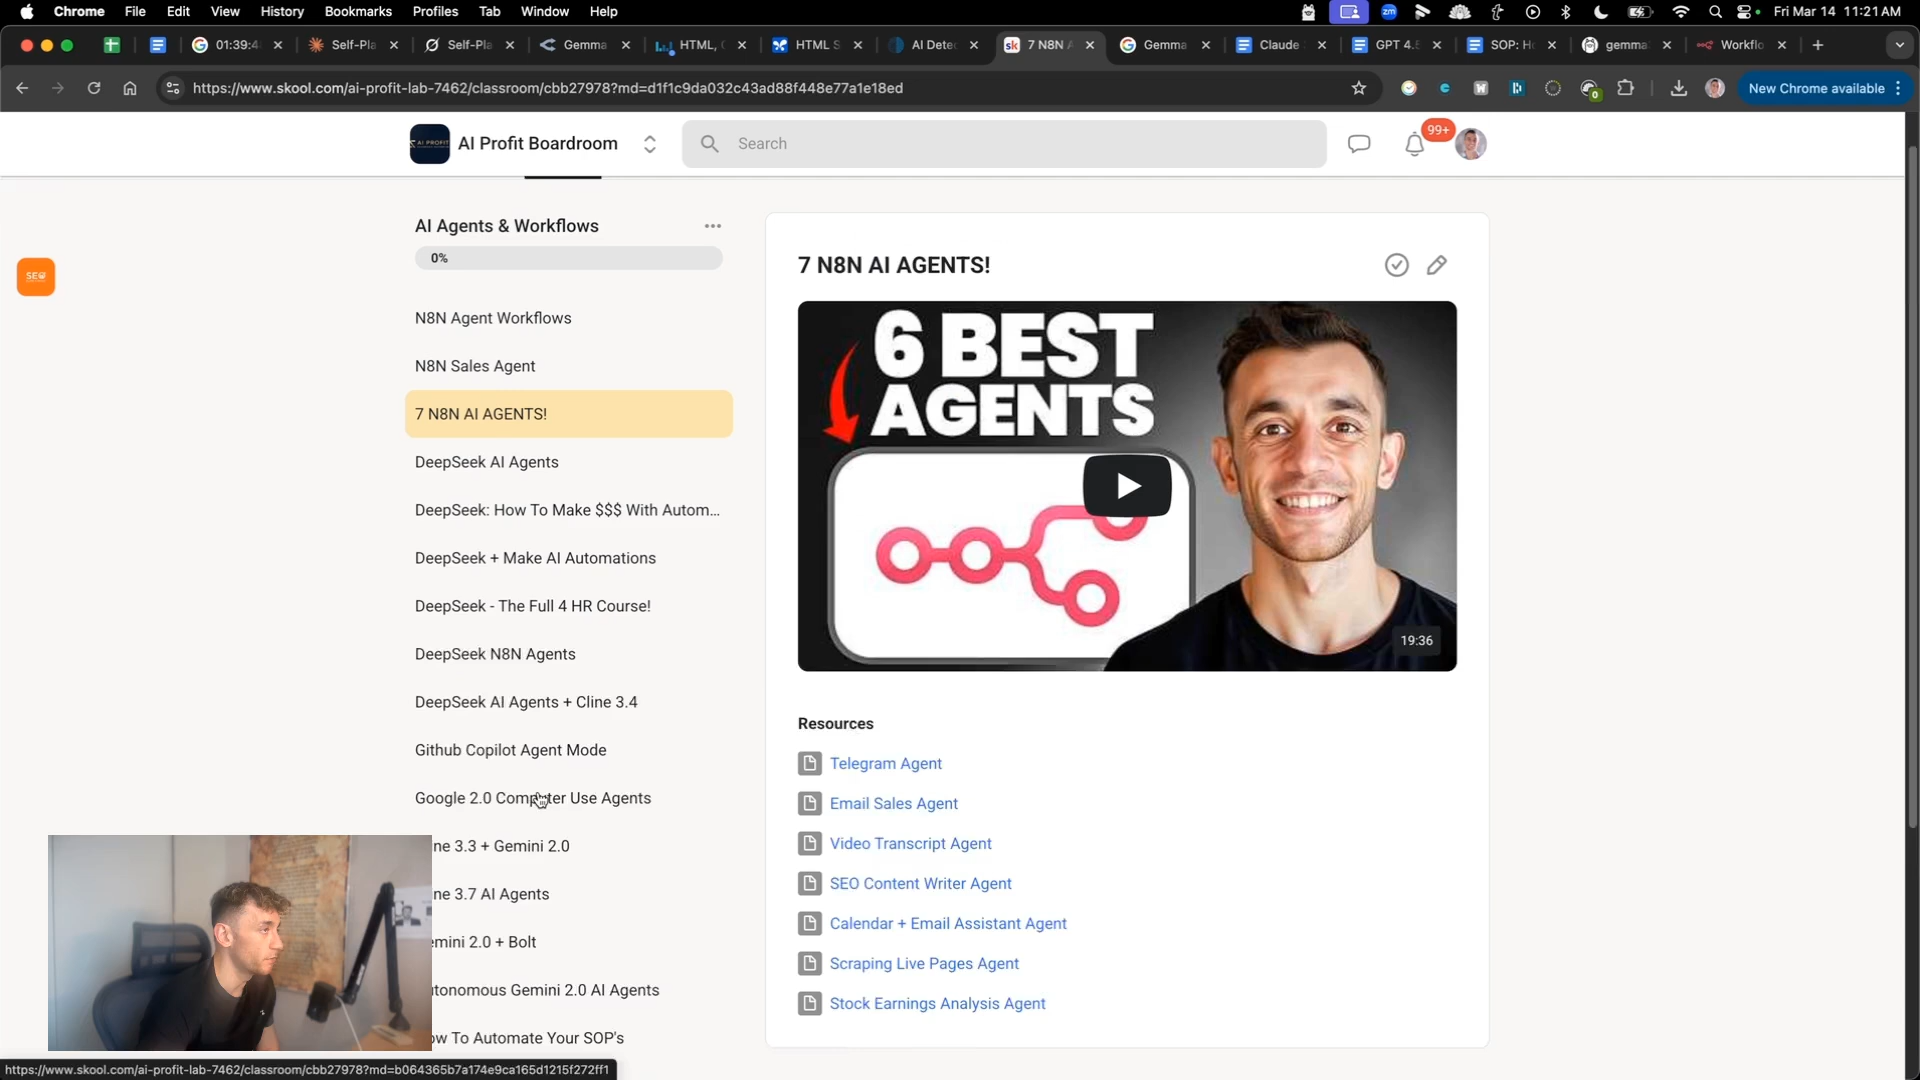 Chrome File Edit View History Bookmarks Profiles Tab Window Help
zm
Fri Mar 14 11:21 AM
01:39:4
Self-Pla
Self-Pla
Gemma
HTML,
HTML S
AI Dete
sk 7 N8N A
Gemma
Claude
GPT 4.5
SOP: H
gemma
Workflo
https://www.skool.com/ai-profit-lab-7462/classroom/cbb27978?md=d1f1c9da032c43ad88f448e77a1e18ed
New Chrome available
AI Profit Boardroom
Search
99+
AI Agents & Workflows
0%
SEO
N8N Agent Workflows
N8N Sales Agent
7 N8N AI AGENTS!
DeepSeek AI Agents
DeepSeek: How To Make $$$ With Autom...
DeepSeek + Make AI Automations
DeepSeek - The Full 4 HR Course!
DeepSeek N8N Agents
DeepSeek AI Agents + Cline 3.4
Github Copilot Agent Mode
Google 2.0 Computer Use Agents
ne 3.3 + Gemini 2.0
ne 3.7 AI Agents
emini 2.0 + Bolt
utonomous Gemini 2.0 AI Agents
ow To Automate Your SOP's
7 N8N AI AGENTS!
6 BEST
AGENTS
19:36
Resources
Telegram Agent
Email Sales Agent
Video Transcript Agent
SEO Content Writer Agent
Calendar + Email Assistant Agent
Scraping Live Pages Agent
Stock Earnings Analysis Agent
https://www.skool.com/ai-profit-lab-7462/classroom/cbb27978?md=b064365b7a174e9ca165d1215f272ff1